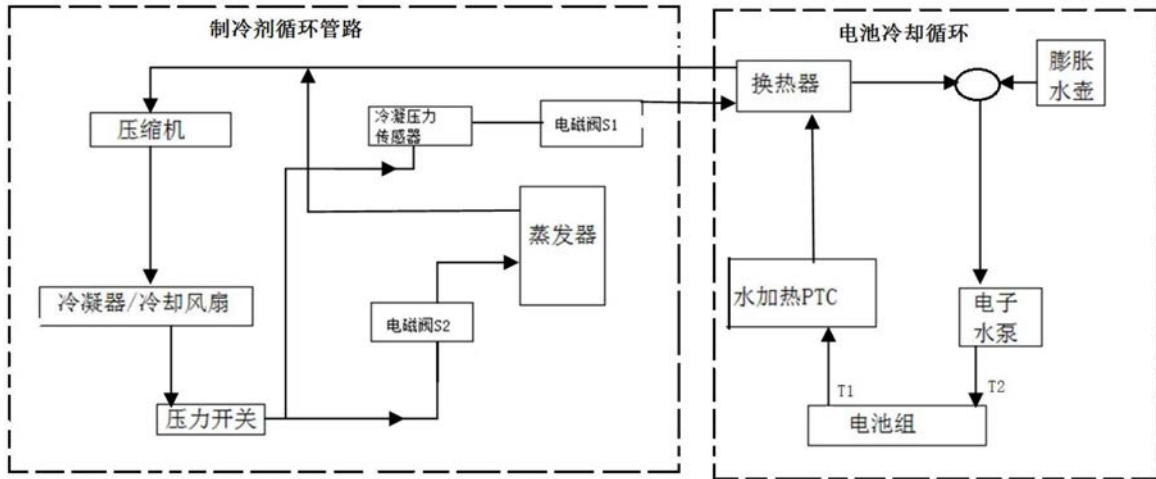 制冷剂循环管路
电池冷却循环
压缩机
冷凝压力
传感器
电磁阀S1
换热器
膨胀
水壶
蒸发器
冷凝器/冷却风扇
电磁阀S2
水加热PTC
电子
水泵
压力开关
T1
T2
电池组